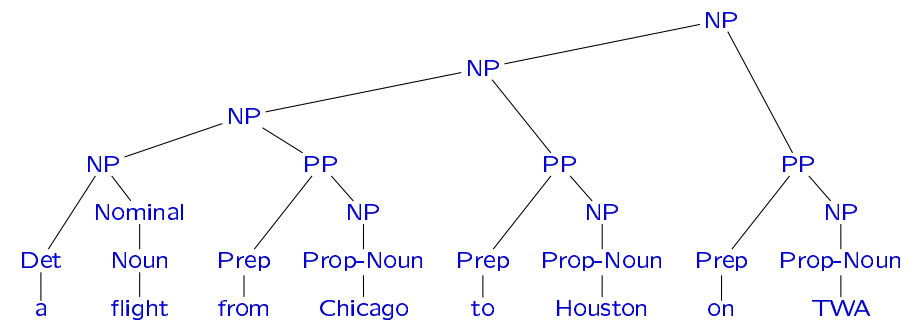 NP
NP
NP
NP PP PP PP
Nominal NP NP NP
Det Noun Prep Prop-Noun Prep Prop-Noun Prep Prop-Noun
a flight from Chicago to Houston on TWA